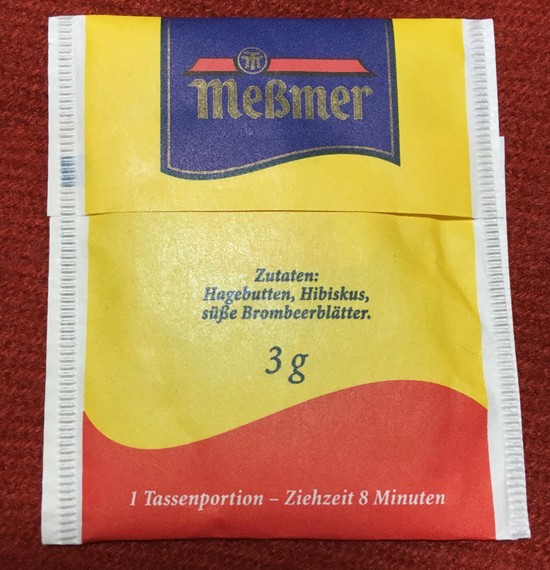 Meßmer
Zutaten:
Hagebutten, Hibiskus,
süße Brombeerblätter.
3 g
1 Tassenportion – Ziehzeit 8 Minuten